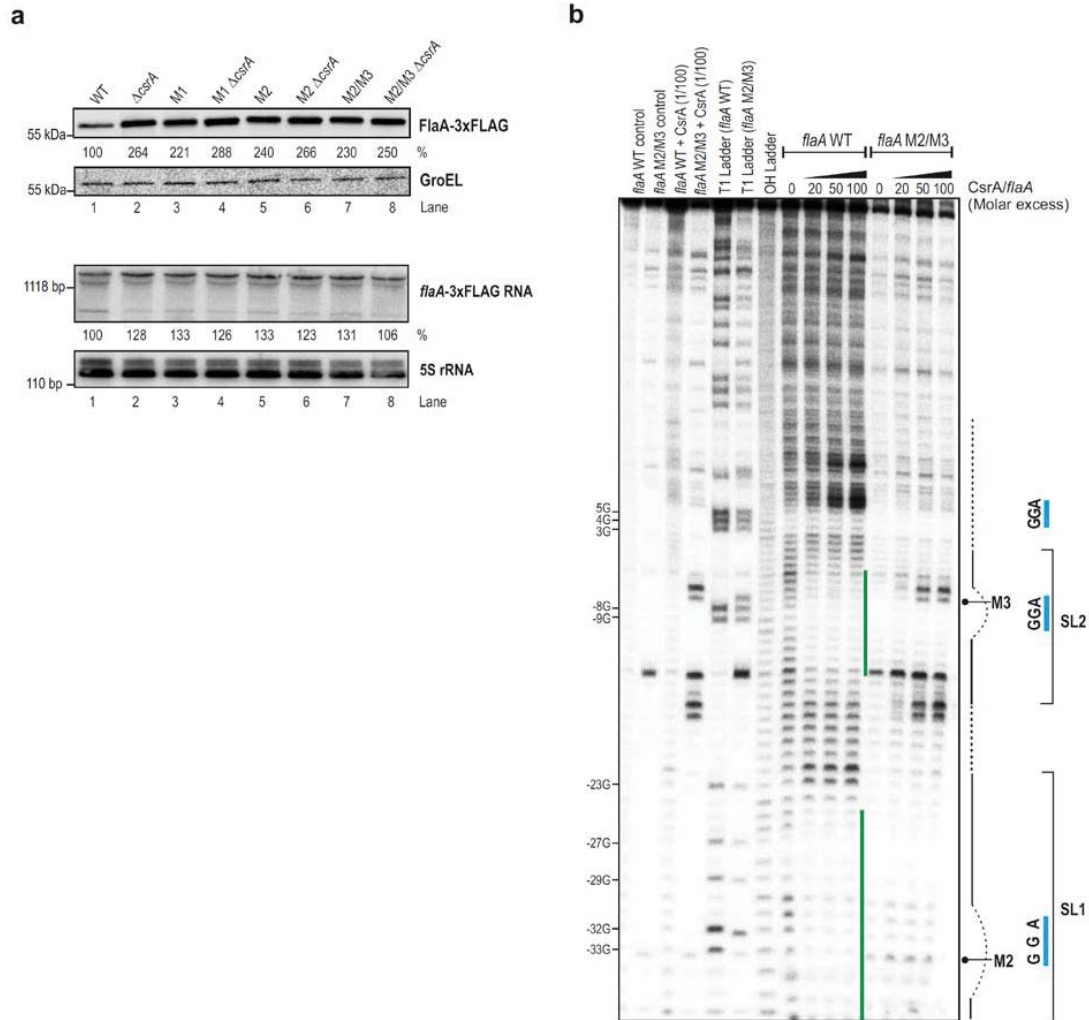 a
WT
ΔcsrA
M1
M1 ΔcsrA
M2
M2 ΔcsrA
M2/M3
M2/M3 ΔcsrA
55 kDa
FlaA-3xFLAG
100 264 221 288 240 266 230 250 %
55 kDa
GroEL
1 2 3 4 5 6 7 8 Lane
1118 bp
flaA-3xFLAG RNA
100 128 133 126 133 123 131 106 %
110 bp
5S rRNA
1 2 3 4 5 6 7 8 Lane
b
flaA WT control
flaA M2/M3 control
flaA WT + CsrA (1/100)
flaA M2/M3 + CsrA (1/100)
T1 Ladder (flaA WT)
T1 Ladder (flaA M2/M3)
OH Ladder
flaA WT flaA M2/M3
0 20 50 100 0 20 50 100 CsrA/flaA
(Molar excess)
5G
4G
3G
GGA
-8G
-9G
M3
GGA
SL2
-23G
-27G
-29G
-32G
-33G
M2
G G A
SL1